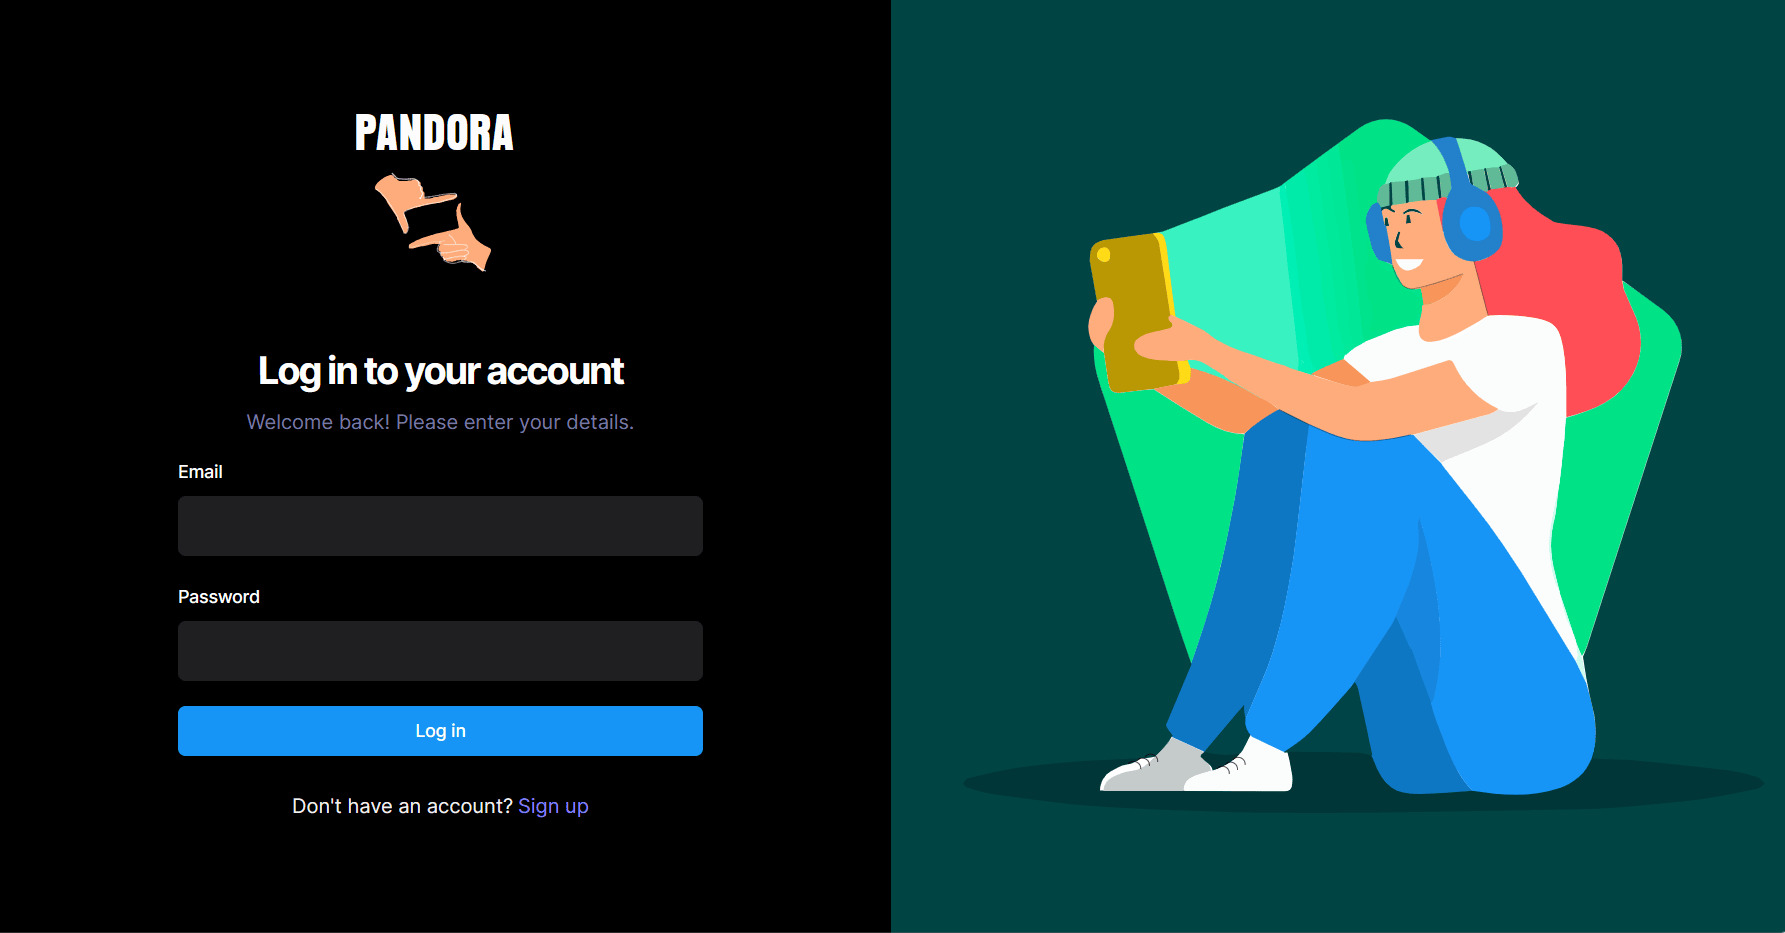 PANDORA
Log in to your account
Welcome back! Please enter your details.
Email
Password
Log in
Don't have an account? Sign up